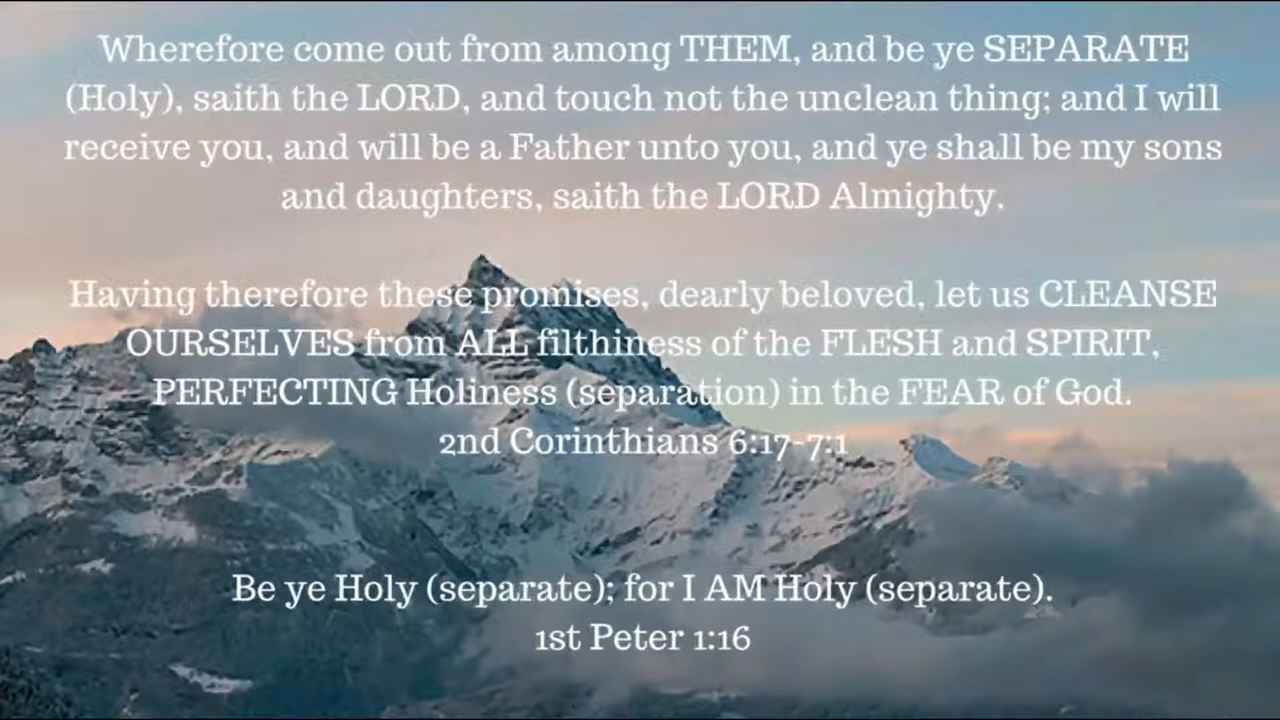 Wherefore come out from among THEM, and be ye SEPARATE
(Holy), saith the LORD, and touch not the unclean thing; and I will
receive you, and will be a Father unto you, and ye shall be my sons
and daughters, saith the LORD Almighty.
Having therefore these promises, dearly beloved, let us CLEANSE
OURSELVES from ALL filthiness of the FLESH and SPIRIT,
PERFECTING Holiness (separation) in the FEAR of God.
2nd Corinthians 6:17-7:1
Be ye Holy (separate); for I AM Holy (separate).
1st Peter 1:16